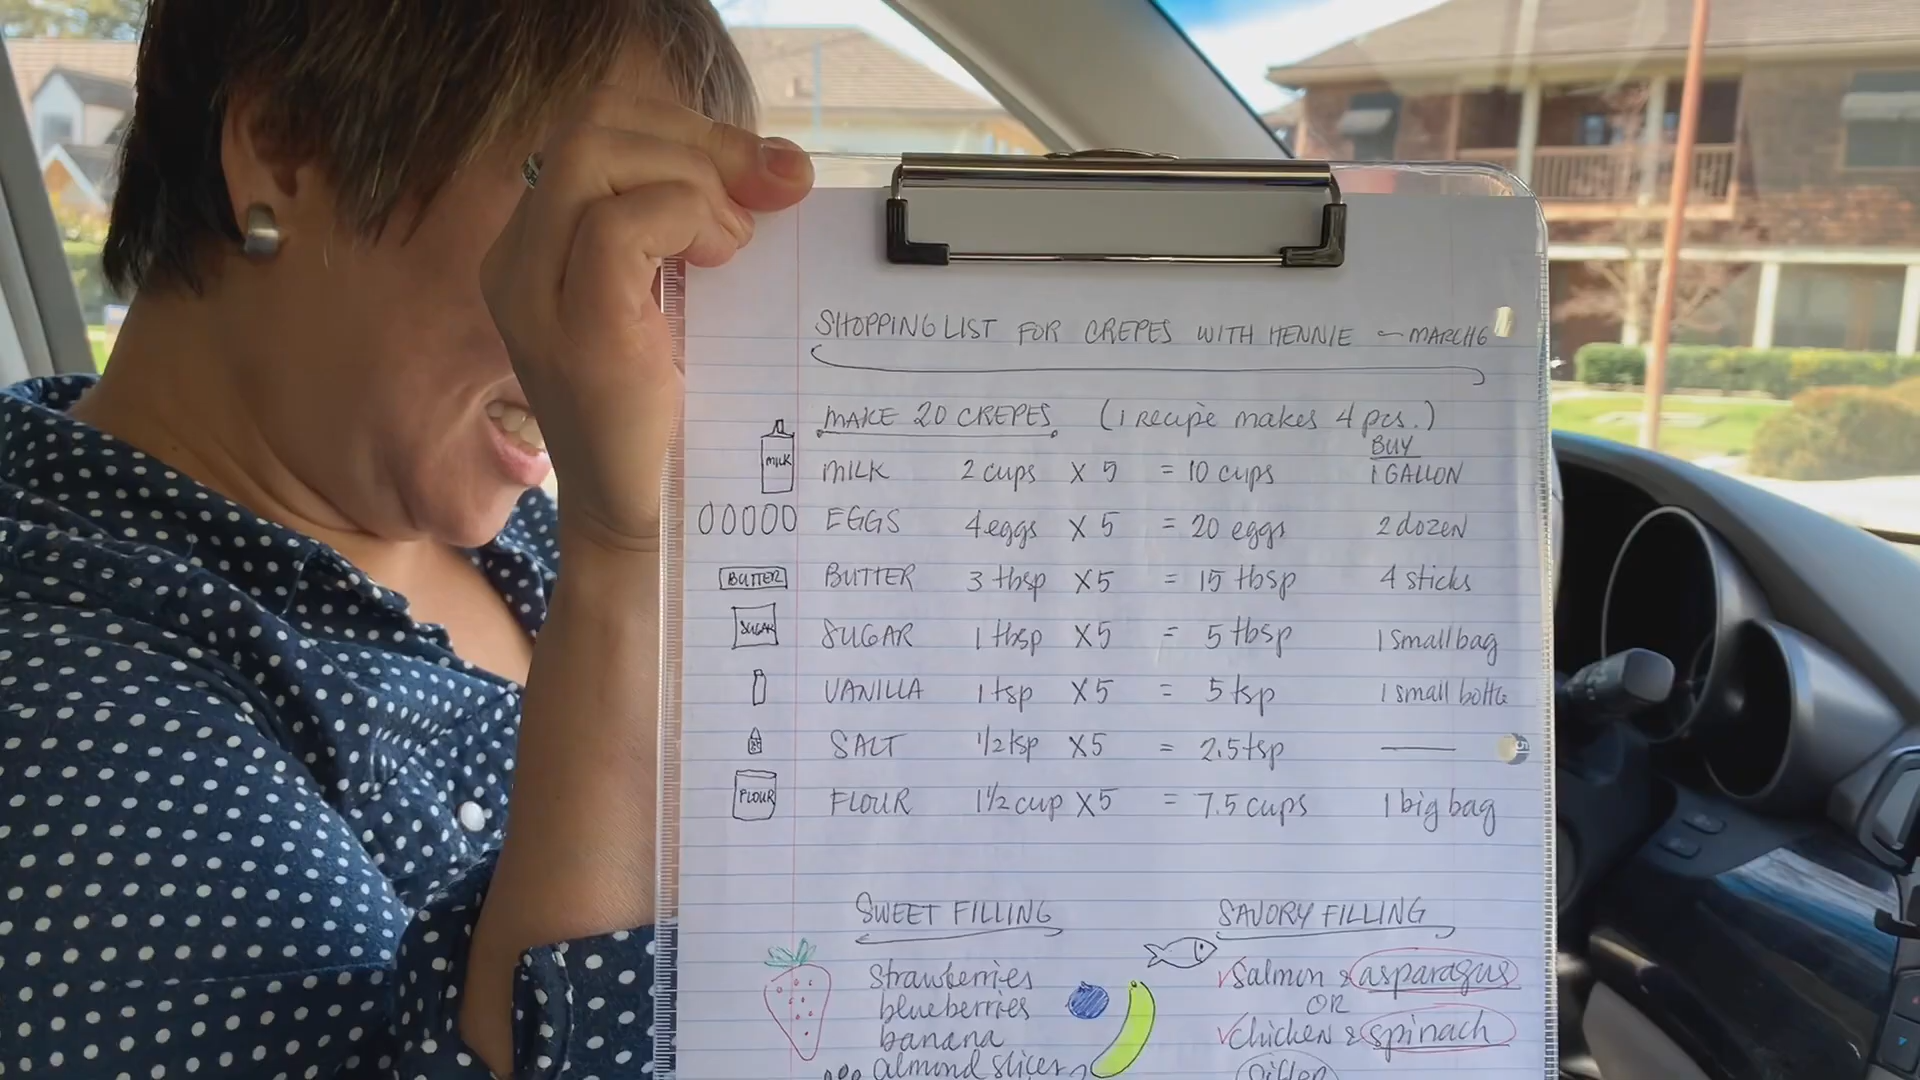 SHOPPING LIST FOR CREPES WITH HENNIE – MARCH 6
MAKE 20 CREPES (1 recipe makes 4 pcs.)
BUY
MILK MILK 2 cups X 5 = 10 cups 1 GALLON
EGGS 4 eggs X 5 = 20 eggs 2 dozen
BUTTER BUTTER 3 tbsp X5 = 15 tbsp 4 sticks
SUGAR SUGAR 1 tbsp X5 = 5 tbsp 1 small bag
VANILLA 1 tsp X5 = 5 tsp 1 small bottle
SALT 1/2 tsp X5 = 2.5 tsp —
FLOUR FLOUR 1 1/2 cup X5 = 7.5 cups 1 big bag
SWEET FILLING
strawberries
blueberries
banana
almond slices
SAVORY FILLING
✓Salmon & asparagus
OR
✓Chicken & spinach